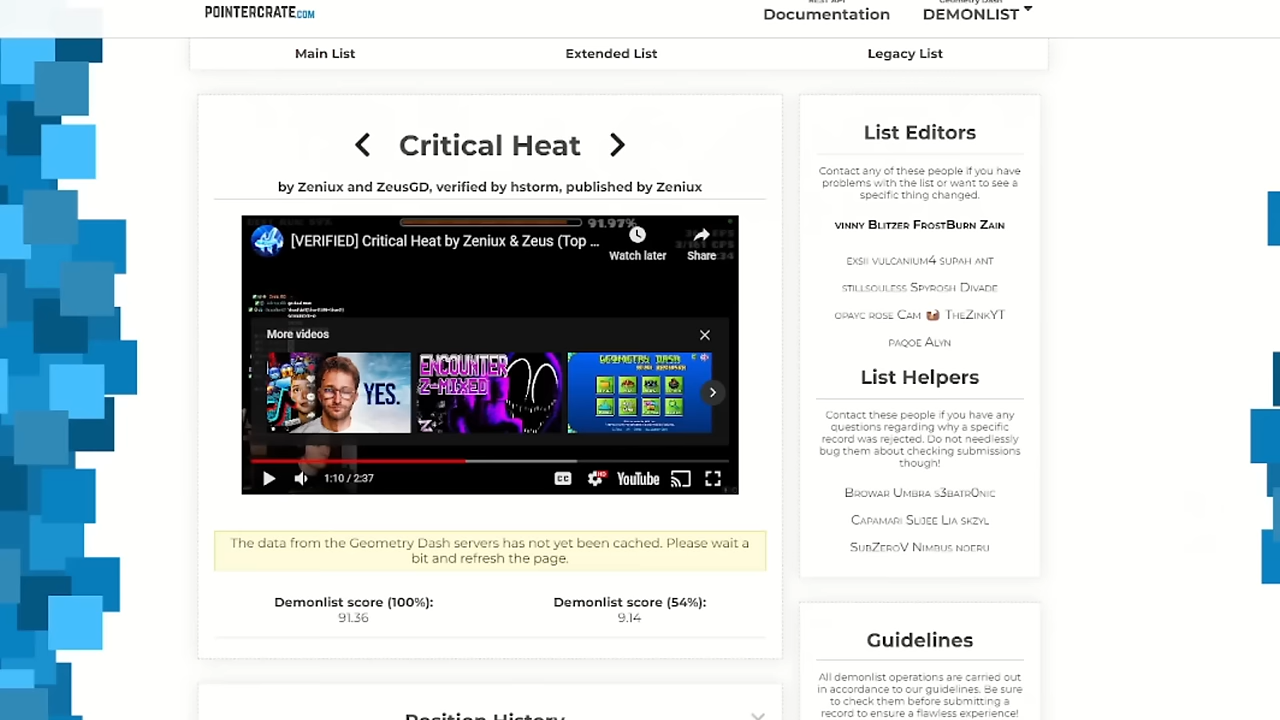 POINTERCRATE.COM
Documentation
DEMONLIST
Main List
Extended List
Legacy List
Critical Heat
by Zeniux and ZeusGD, verified by hstorm, published by Zeniux
91.97%
[VERIFIED] Critical Heat by Zeniux & Zeus (Top ...
Watch later
Share
More videos
YES.
ENCOUNTER
Z-MIXED
GEOMETRY DASH
1:10 / 2:37
CC
HD
YouTube
The data from the Geometry Dash servers has not yet been cached. Please wait a
bit and refresh the page.
Demonlist score (100%):
91.36
Demonlist score (54%):
9.14
Position History
List Editors
Contact any of these people if you have
problems with the list or want to see a
specific thing changed.
vinny Blitzer FrostBurn Zain
exsii vulcanium4 supah ant
stillsouless Spyrosh Divade
opayc rose Cam 🦦 TheZinkYT
paqoe Alyn
List Helpers
Contact these people if you have any
questions regarding why a specific
record was rejected. Do not needlessly
bug them about checking submissions
though!
Browar Umbra s3batr0nic
Capamari Slijee Lia skzyl
SubZeroV Nimbus noeru
Guidelines
All demonlist operations are carried out
in accordance to our guidelines. Be sure
to check them before submitting a
record to ensure a flawless experience!